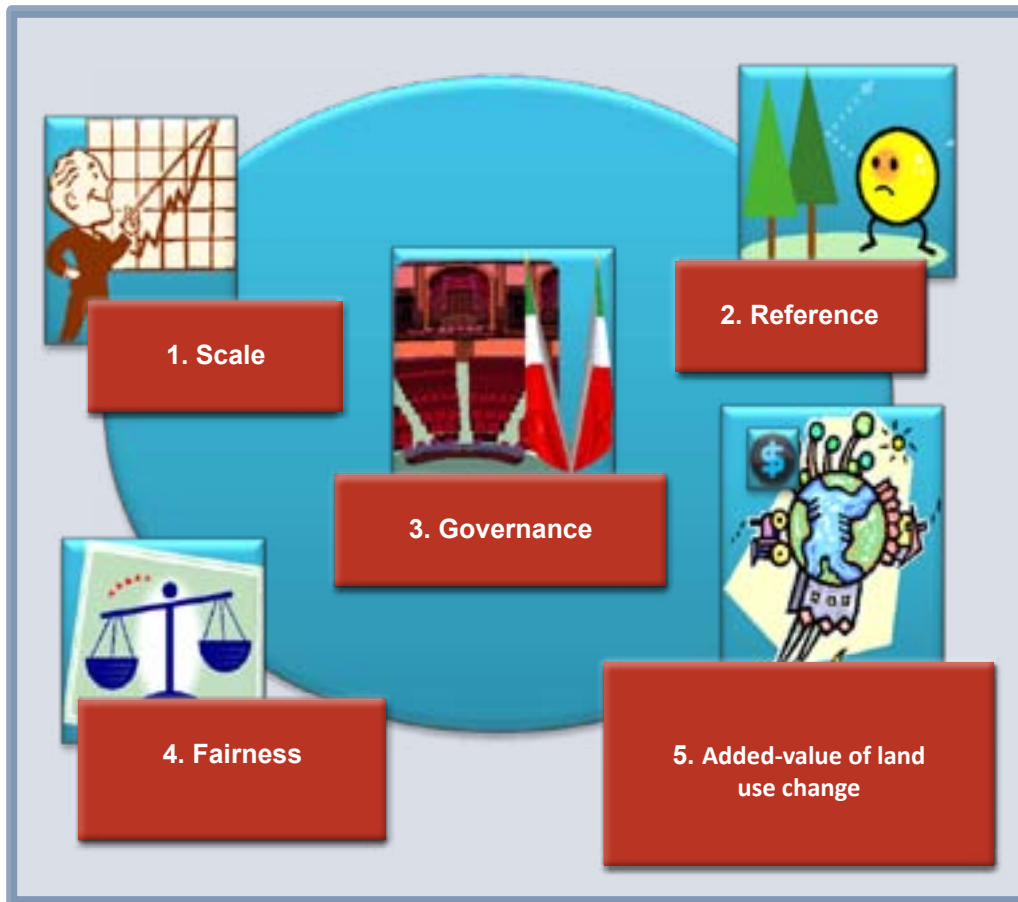 1. Scale
2. Reference
3. Governance
4. Fairness
5. Added-value of land
use change
$